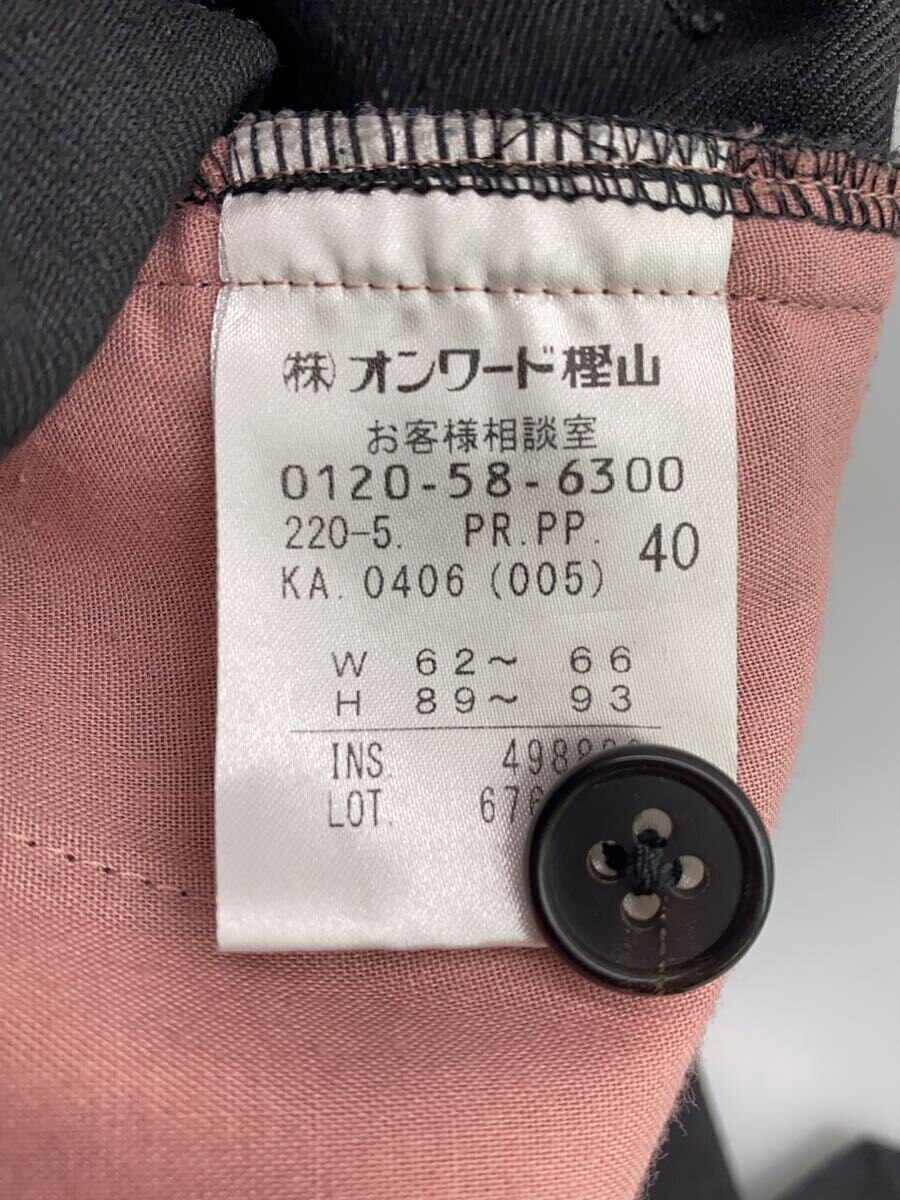 (株)オンワード樫山
お客様相談室
0120-58-6300
220-5. PR.PP. 40
KA. 0406 (005)
W 62〜 66
H 89〜 93
INS.
LOT.